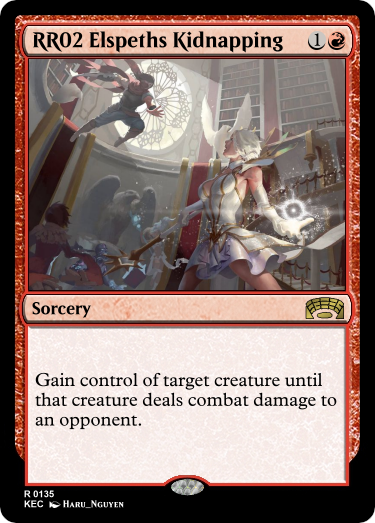 RR02 Elspeths Kidnapping 1
Sorcery
Gain control of target creature until
that creature deals combat damage to
an opponent.
R 0135
KEC Haru_Nguyen